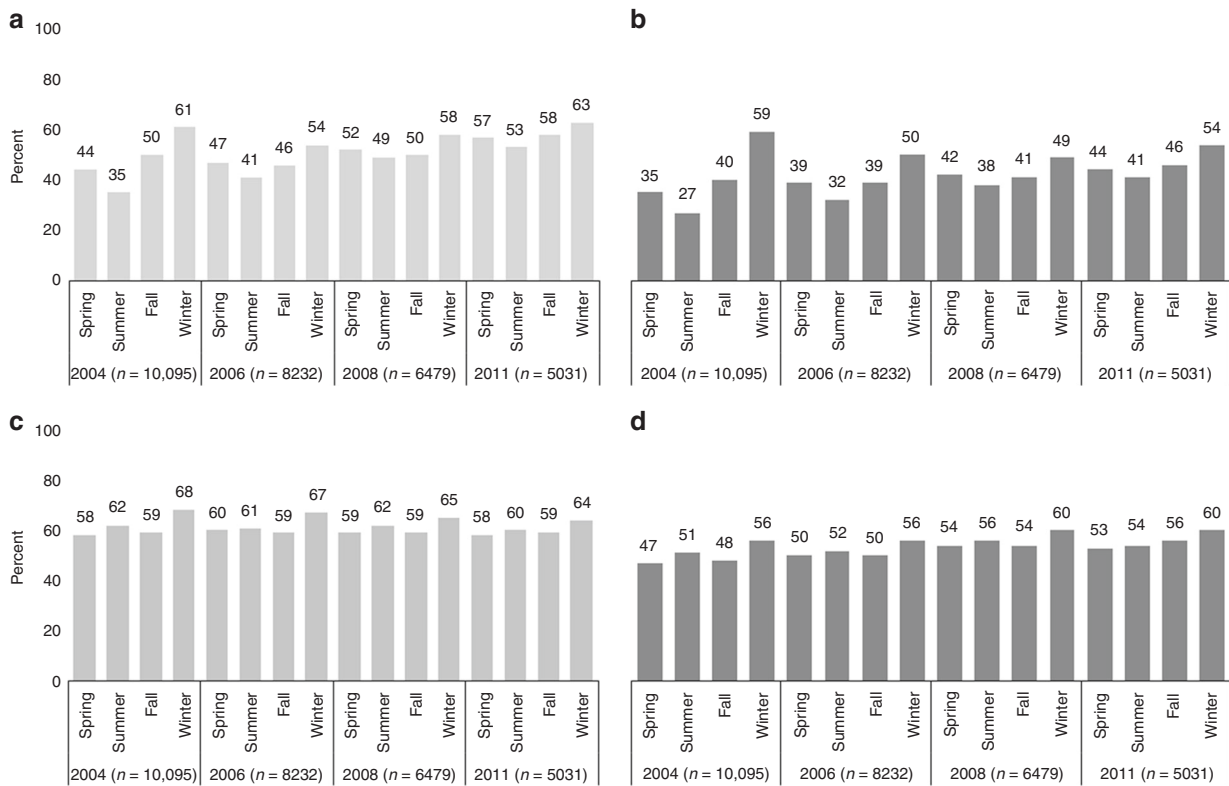 a
100
80
60
40
20
0
Percent
44 35 50 61 47 41 46 54 52 49 50 58 57 53 58 63
Spring Summer Fall Winter Spring Summer Fall Winter Spring Summer Fall Winter Spring Summer Fall Winter
2004 (n = 10,095) 2006 (n = 8232) 2008 (n = 6479) 2011 (n = 5031)
b
35 27 40 59 39 32 39 50 42 38 41 49 44 41 46 54
Spring Summer Fall Winter Spring Summer Fall Winter Spring Summer Fall Winter Spring Summer Fall Winter
2004 (n = 10,095) 2006 (n = 8232) 2008 (n = 6479) 2011 (n = 5031)
c
100
80
60
40
20
0
Percent
58 62 59 68 60 61 59 67 59 62 59 65 58 60 59 64
Spring Summer Fall Winter Spring Summer Fall Winter Spring Summer Fall Winter Spring Summer Fall Winter
2004 (n = 10,095) 2006 (n = 8232) 2008 (n = 6479) 2011 (n = 5031)
d
47 51 48 56 50 52 50 56 54 56 54 60 53 54 56 60
Spring Summer Fall Winter Spring Summer Fall Winter Spring Summer Fall Winter Spring Summer Fall Winter
2004 (n = 10,095) 2006 (n = 8232) 2008 (n = 6479) 2011 (n = 5031)